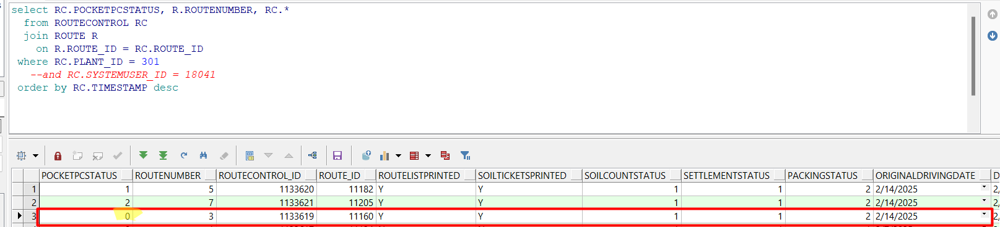 select RC.POCKETPCSTATUS, R.ROUTENUMBER, RC.*
from ROUTECONTROL RC
join ROUTE R
on R.ROUTE_ID = RC.ROUTE_ID
where RC.PLANT_ID = 301
--and RC.SYSTEMUSER_ID = 18041
order by RC.TIMESTAMP desc
POCKETPCSTATUS ROUTENUMBER ROUTECONTROL_ID ROUTE_ID ROUTELISTPRINTED SOILTICKETSPRINTED SOILCOUNTSTATUS SETTLEMENTSTATUS PACKINGSTATUS ORIGINALDRIVINGDATE D
1 1 5 1133620 11182 Y Y 1 1 2 2/14/2025 2/
2 2 7 1133621 11205 Y Y 1 1 2 2/14/2025 2/
3 0 3 1133619 11160 Y Y 1 1 2 2/14/2025 2/